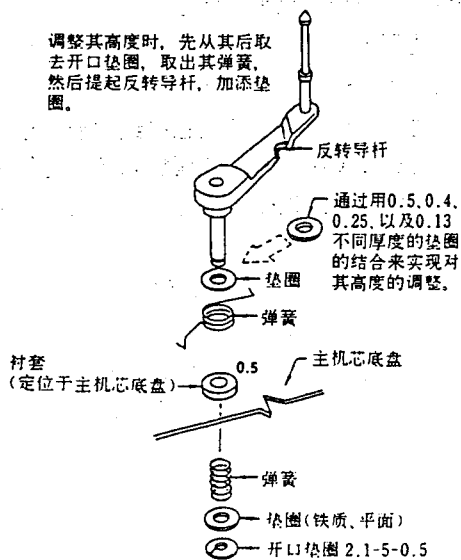 调整其高度时，先从其后取
去开口垫圈，取出其弹簧，
然后提起反转导杆，加添垫
圈。
反转导杆
通过用0.5、0.4、
0.25、以及0.13
不同厚度的垫圈
的结合来实现对
其高度的调整。
垫圈
弹簧
衬套
(定位于主机芯底盘)
0.5
主机芯底盘
弹簧
垫圈(铁质、平面)
开口垫圈 2.1-5-0.5